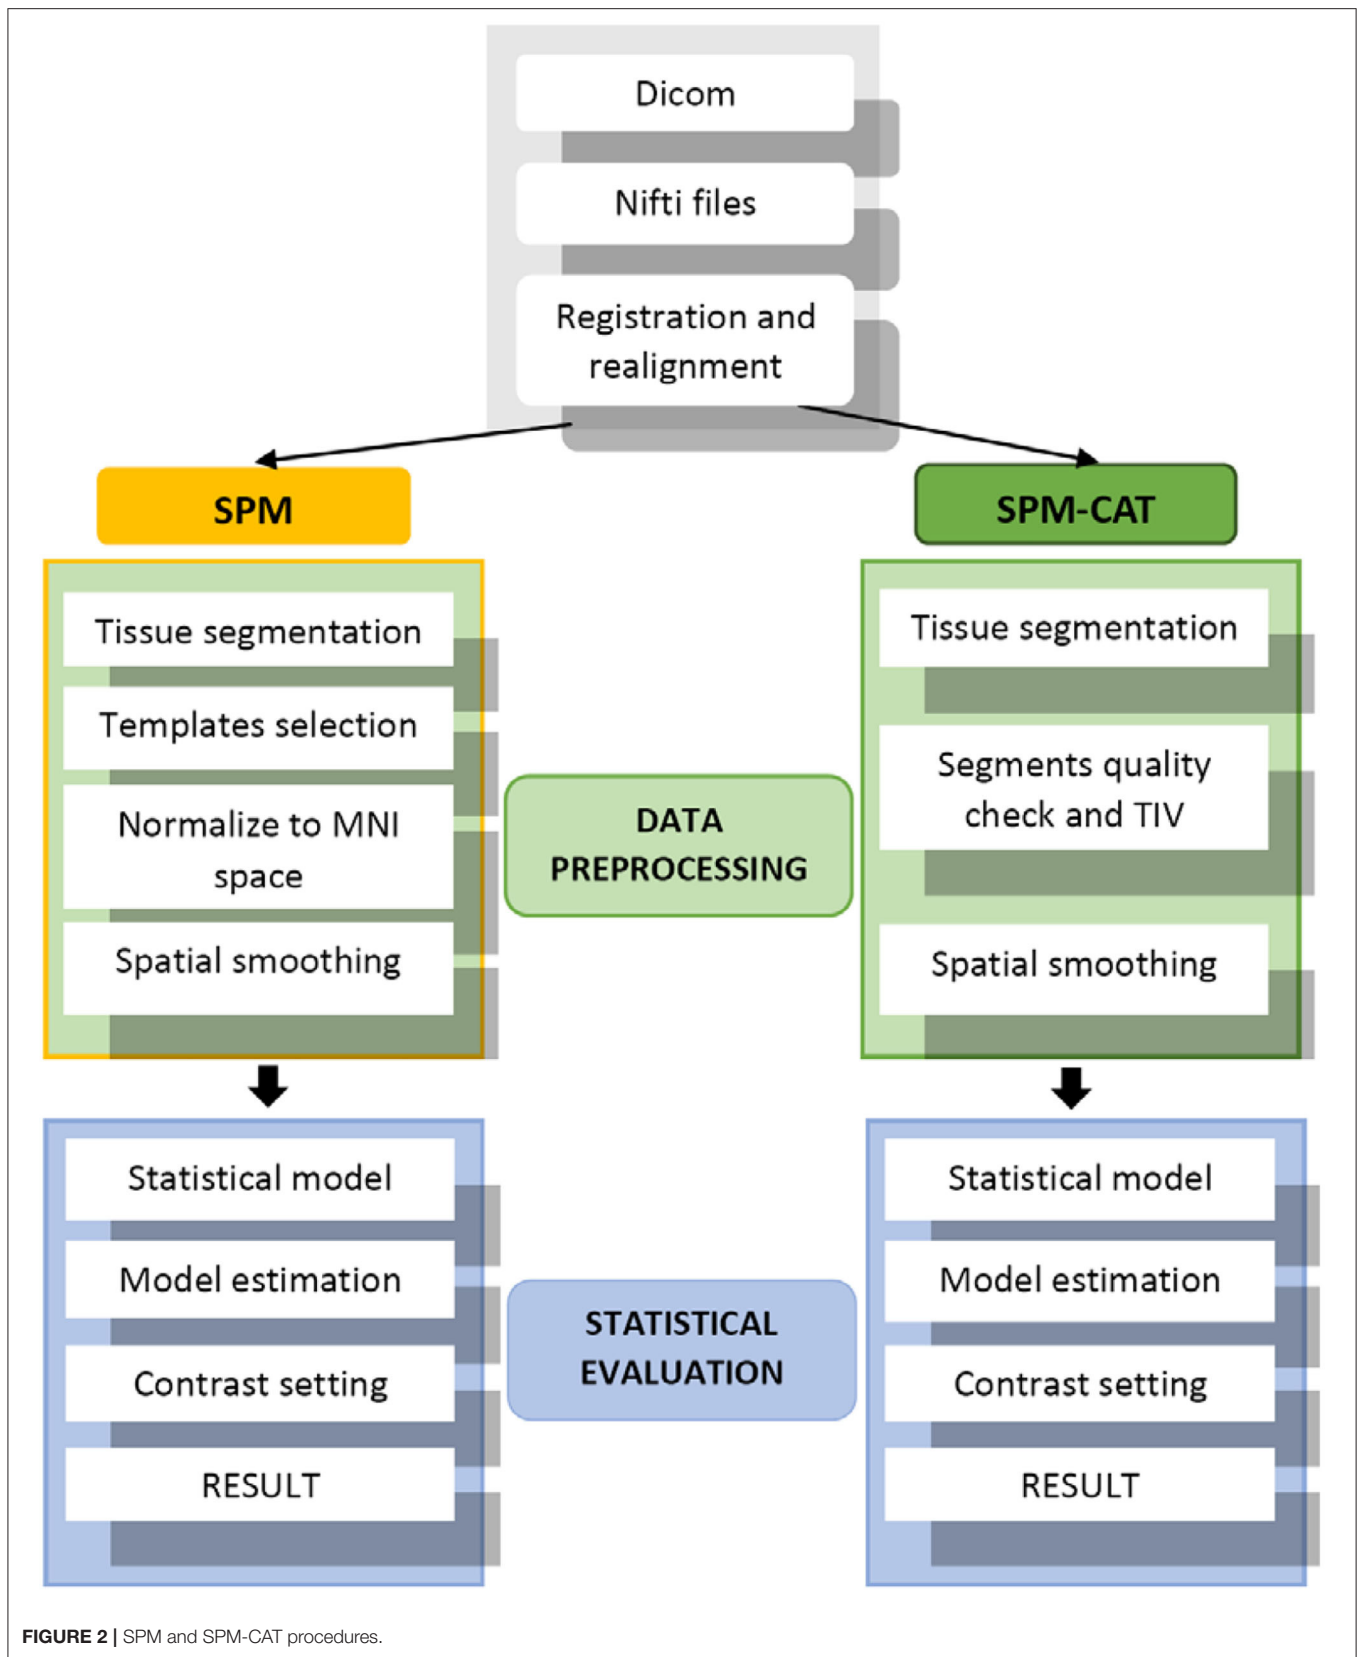 Dicom
Nifti files
Registration and
realignment
SPM
Tissue segmentation
Templates selection
Normalize to MNI
space
Spatial smoothing
SPM-CAT
Tissue segmentation
Segments quality
check and TIV
Spatial smoothing
DATA
PREPROCESSING
Statistical model
Model estimation
Contrast setting
RESULT
STATISTICAL
EVALUATION
Statistical model
Model estimation
Contrast setting
RESULT
FIGURE 2 | SPM and SPM-CAT procedures.